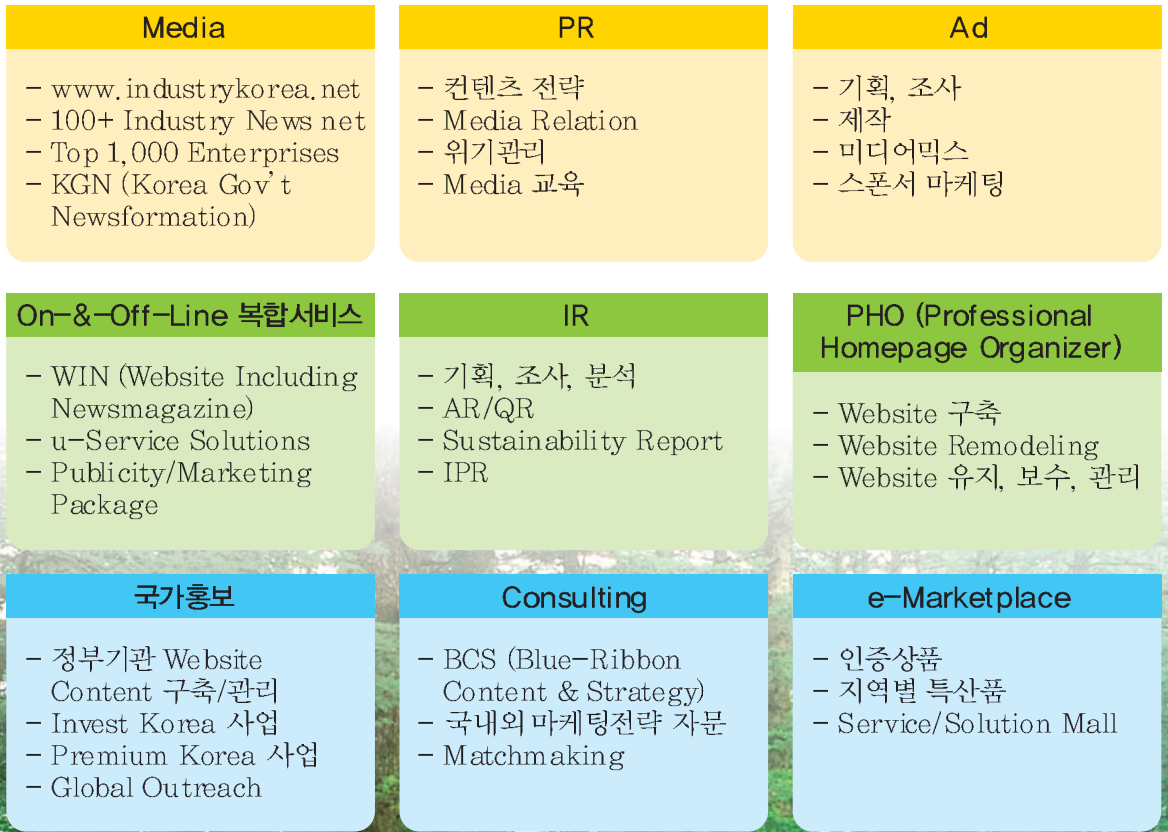 Media
- www.industrykorea.net
- 100+ Industry News net
- Top 1,000 Enterprises
- KGN (Korea Gov't
Newsformation)
PR
- 컨텐츠 전략
- Media Relation
- 위기관리
- Media 교육
Ad
- 기획, 조사
- 제작
- 미디어믹스
- 스폰서 마케팅
On-&-Off-Line 복합서비스
- WIN (Website Including
Newsmagazine)
- u-Service Solutions
- Publicity/Marketing
Package
IR
- 기획, 조사, 분석
- AR/QR
- Sustainability Report
- IPR
PHO (Professional
Homepage Organizer)
- Website 구축
- Website Remodeling
- Website 유지, 보수, 관리
국가홍보
- 정부기관 Website
Content 구축/관리
- Invest Korea 사업
- Premium Korea 사업
- Global Outreach
Consulting
- BCS (Blue-Ribbon
Content & Strategy)
- 국내외 마케팅전략 자문
- Matchmaking
e-Marketplace
- 인증상품
- 지역별 특산품
- Service/Solution Mall